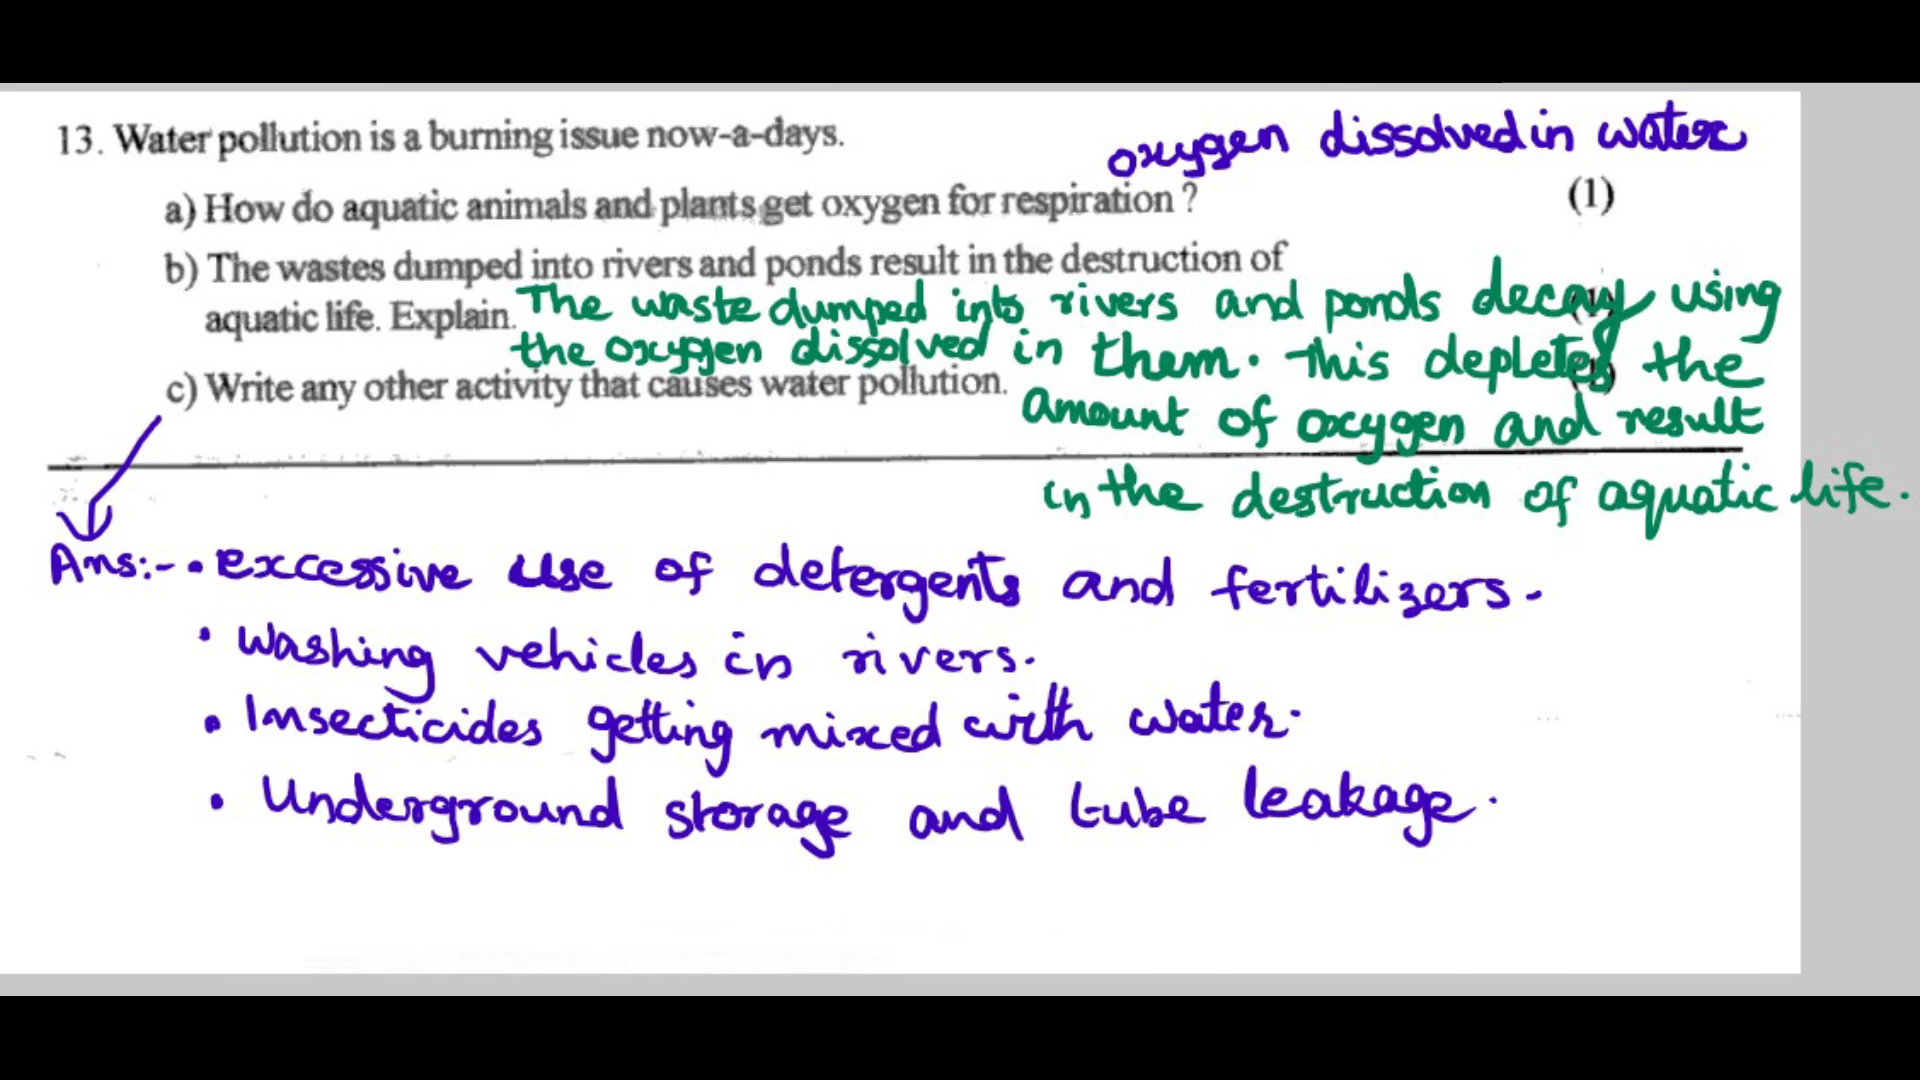 13. Water pollution is a burning issue now-a-days.
oxygen dissolved in water
a) How do aquatic animals and plants get oxygen for respiration ? (1)
b) The wastes dumped into rivers and ponds result in the destruction of
aquatic life. Explain.
The waste dumped into rivers and ponds decay using
the oxygen dissolved in them. This depletes the
amount of oxygen and result
in the destruction of aquatic life.
c) Write any other activity that causes water pollution.
Ans:- • excessive use of detergents and fertilizers.
• Washing vehicles in rivers.
• Insecticides getting mixed with water.
• Underground storage and tube leakage.